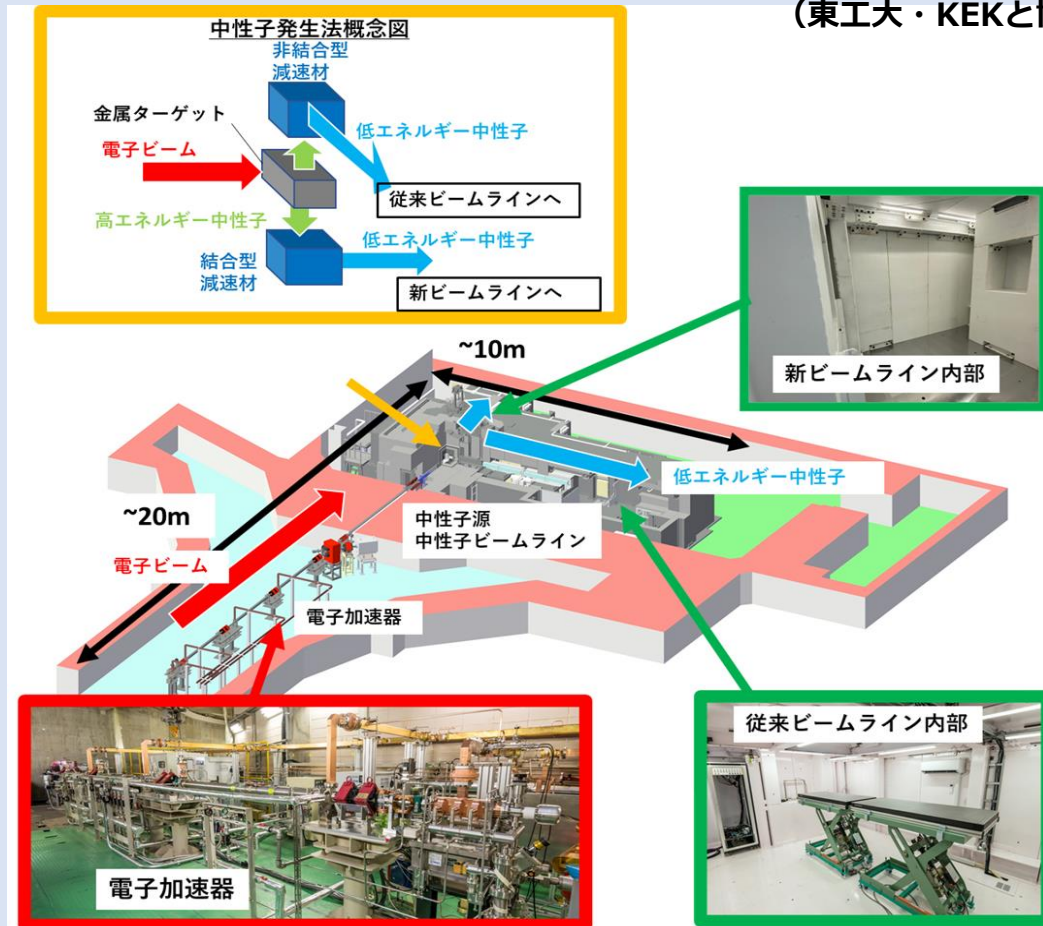 （東工大・KEKと
中性子発生法概念図
非結合型
減速材
金属ターゲット
低エネルギー中性子
電子ビーム
従来ビームラインへ
高エネルギー中性子
低エネルギー中性子
結合型
減速材
新ビームラインへ
~10m
新ビームライン内部
低エネルギー中性子
~20m
中性子源
中性子ビームライン
電子ビーム
電子加速器
従来ビームライン内部
電子加速器